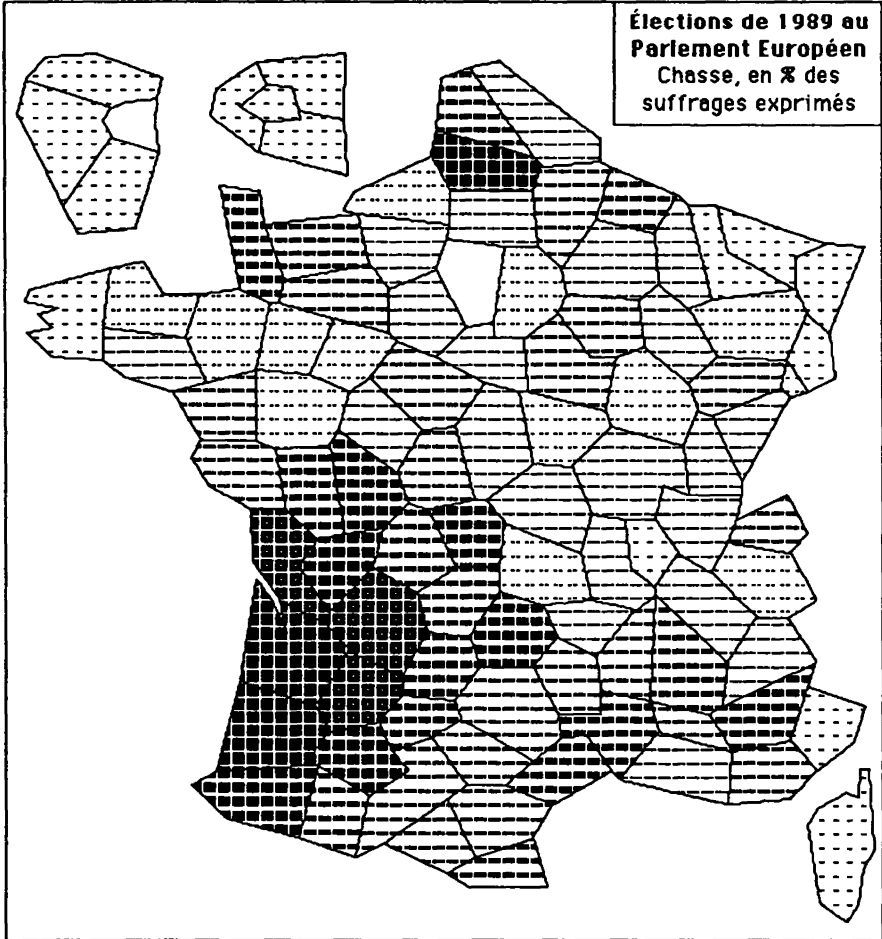 Élections de 1989 au
Parlement Européen
Chasse, en % des
suffrages exprimés